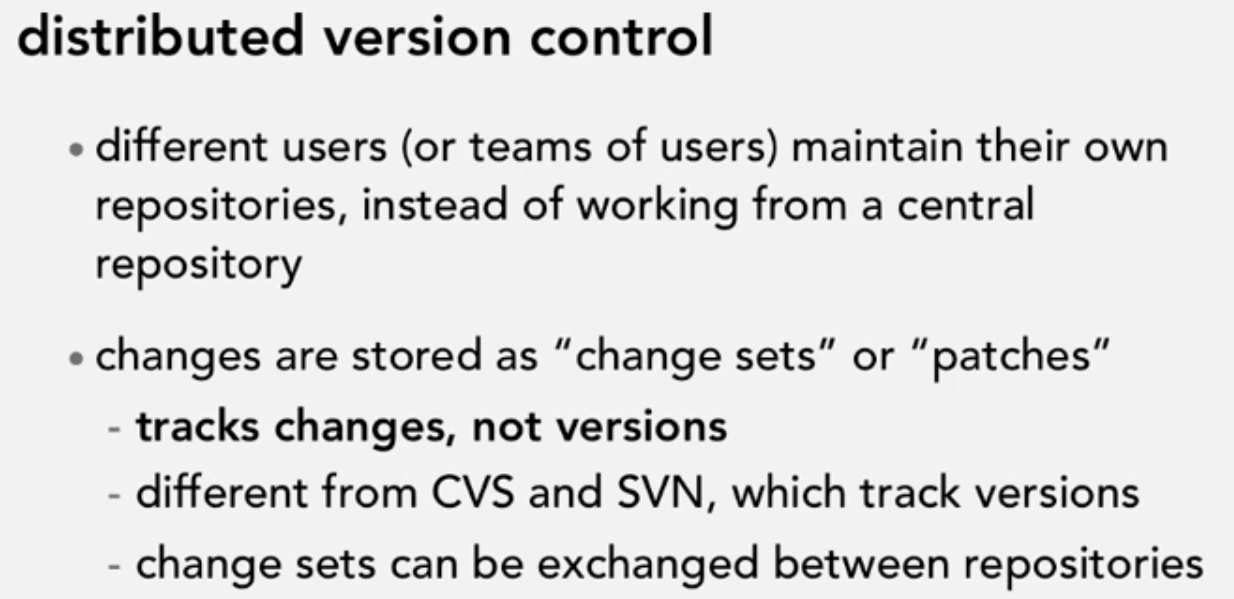 distributed version control
• different users (or teams of users) maintain their own
repositories, instead of working from a central
repository
• changes are stored as “change sets” or “patches”
- tracks changes, not versions
- different from CVS and SVN, which track versions
- change sets can be exchanged between repositories